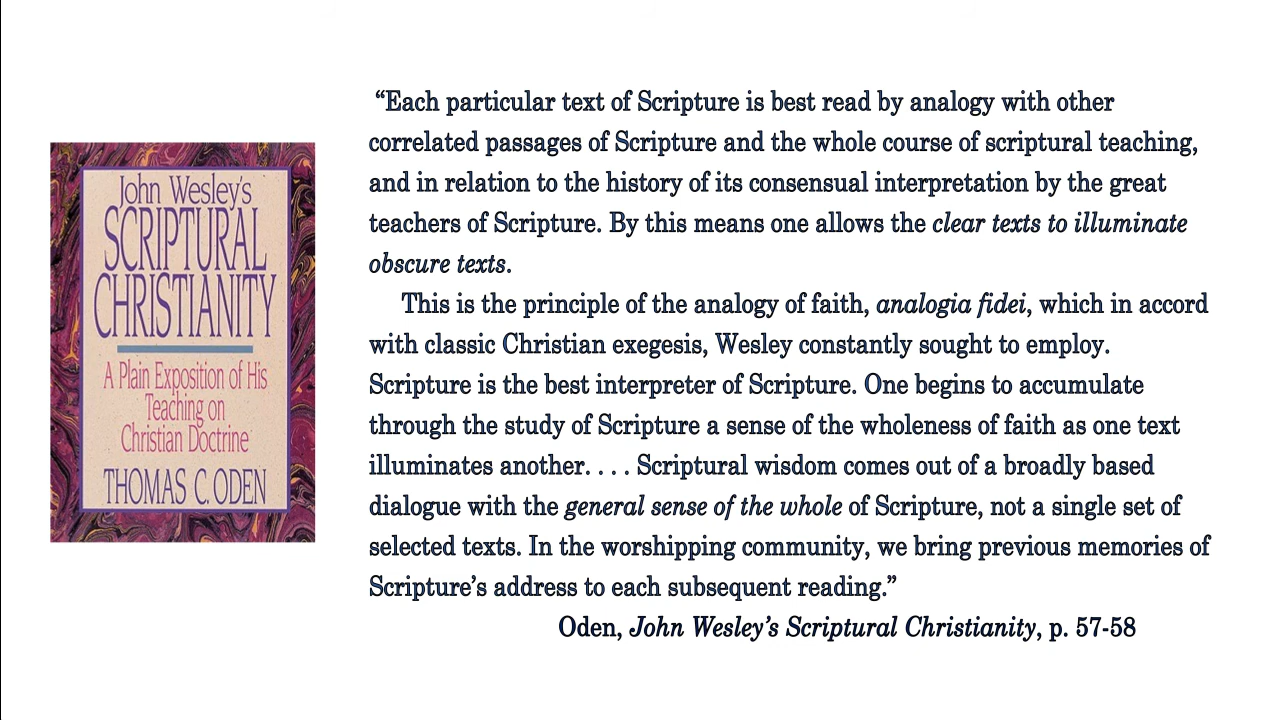 John Wesley's
SCRIPTURAL
CHRISTIANITY
A Plain Exposition of His
Teaching on
Christian Doctrine
THOMAS C. ODEN
“Each particular text of Scripture is best read by analogy with other
correlated passages of Scripture and the whole course of scriptural teaching,
and in relation to the history of its consensual interpretation by the great
teachers of Scripture. By this means one allows the clear texts to illuminate
obscure texts.
This is the principle of the analogy of faith, analogia fidei, which in accord
with classic Christian exegesis, Wesley constantly sought to employ.
Scripture is the best interpreter of Scripture. One begins to accumulate
through the study of Scripture a sense of the wholeness of faith as one text
illuminates another. . . . Scriptural wisdom comes out of a broadly based
dialogue with the general sense of the whole of Scripture, not a single set of
selected texts. In the worshipping community, we bring previous memories of
Scripture’s address to each subsequent reading.”
Oden, John Wesley’s Scriptural Christianity, p. 57-58